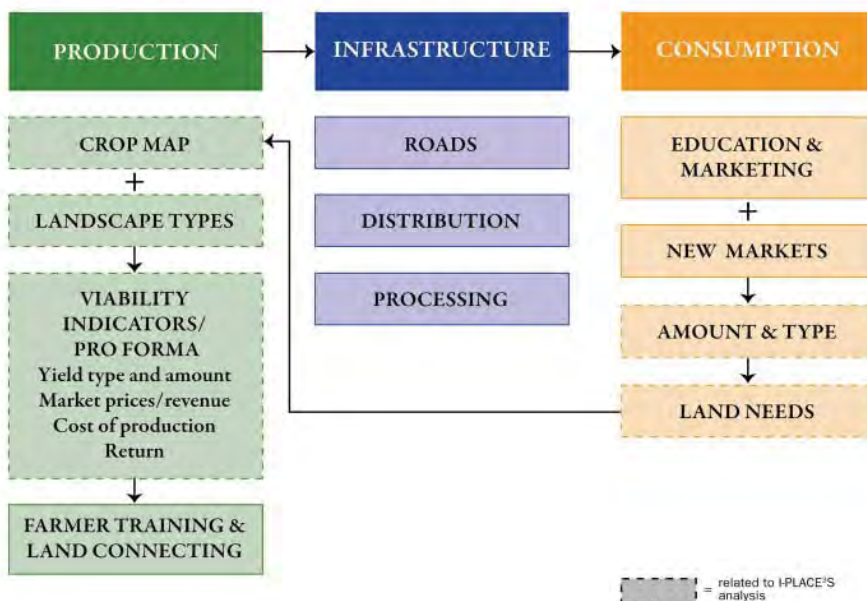 PRODUCTION
INFRASTRUCTURE
CONSUMPTION
CROP MAP
+
LANDSCAPE TYPES
VIABILITY
INDICATORS/
PRO FORMA
Yield type and amount
Market prices/revenue
Cost of production
Return
FARMER TRAINING &
LAND CONNECTING
ROADS
DISTRIBUTION
PROCESSING
EDUCATION &
MARKETING
+
NEW MARKETS
AMOUNT & TYPE
LAND NEEDS
= related to I-PLACE³S
analysis